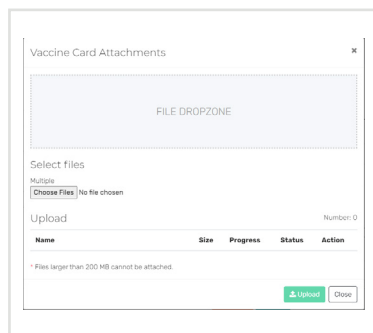 Vaccine Card Attachments
×
FILE DROPZONE
Select files
Multiple
Choose Files No file chosen
Upload Number: 0
Name Size Progress Status Action
* Files larger than 200 MB cannot be attached.
Upload Close